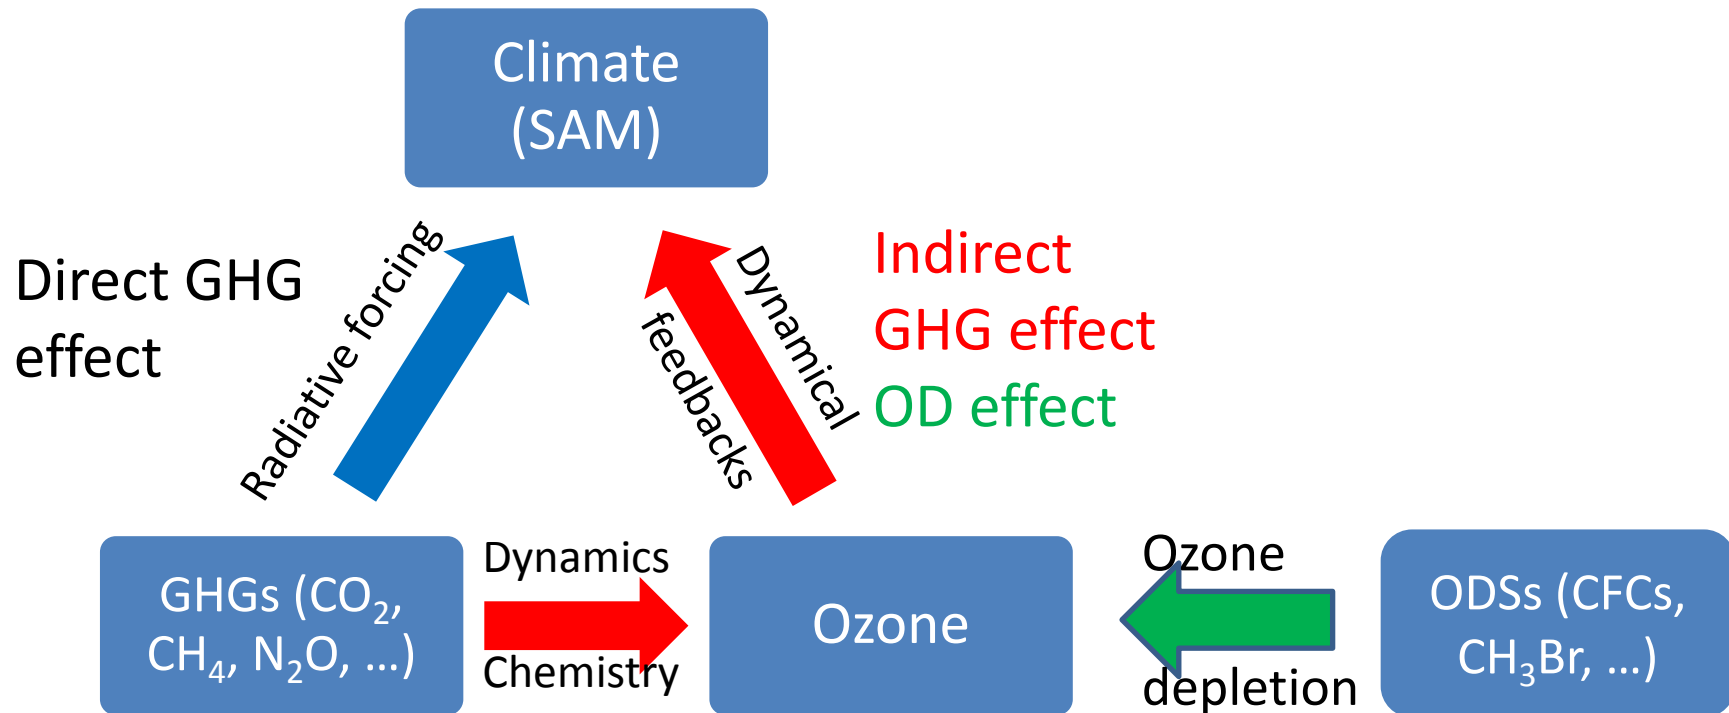 Climate
(SAM)
Direct GHG
effect
Radiative forcing
Dynamical
feedbacks
Indirect
GHG effect
OD effect
GHGs (CO₂,
CH₄, N₂O, ...)
Dynamics
Chemistry
Ozone
Ozone
depletion
ODSs (CFCs,
CH₃Br, ...)